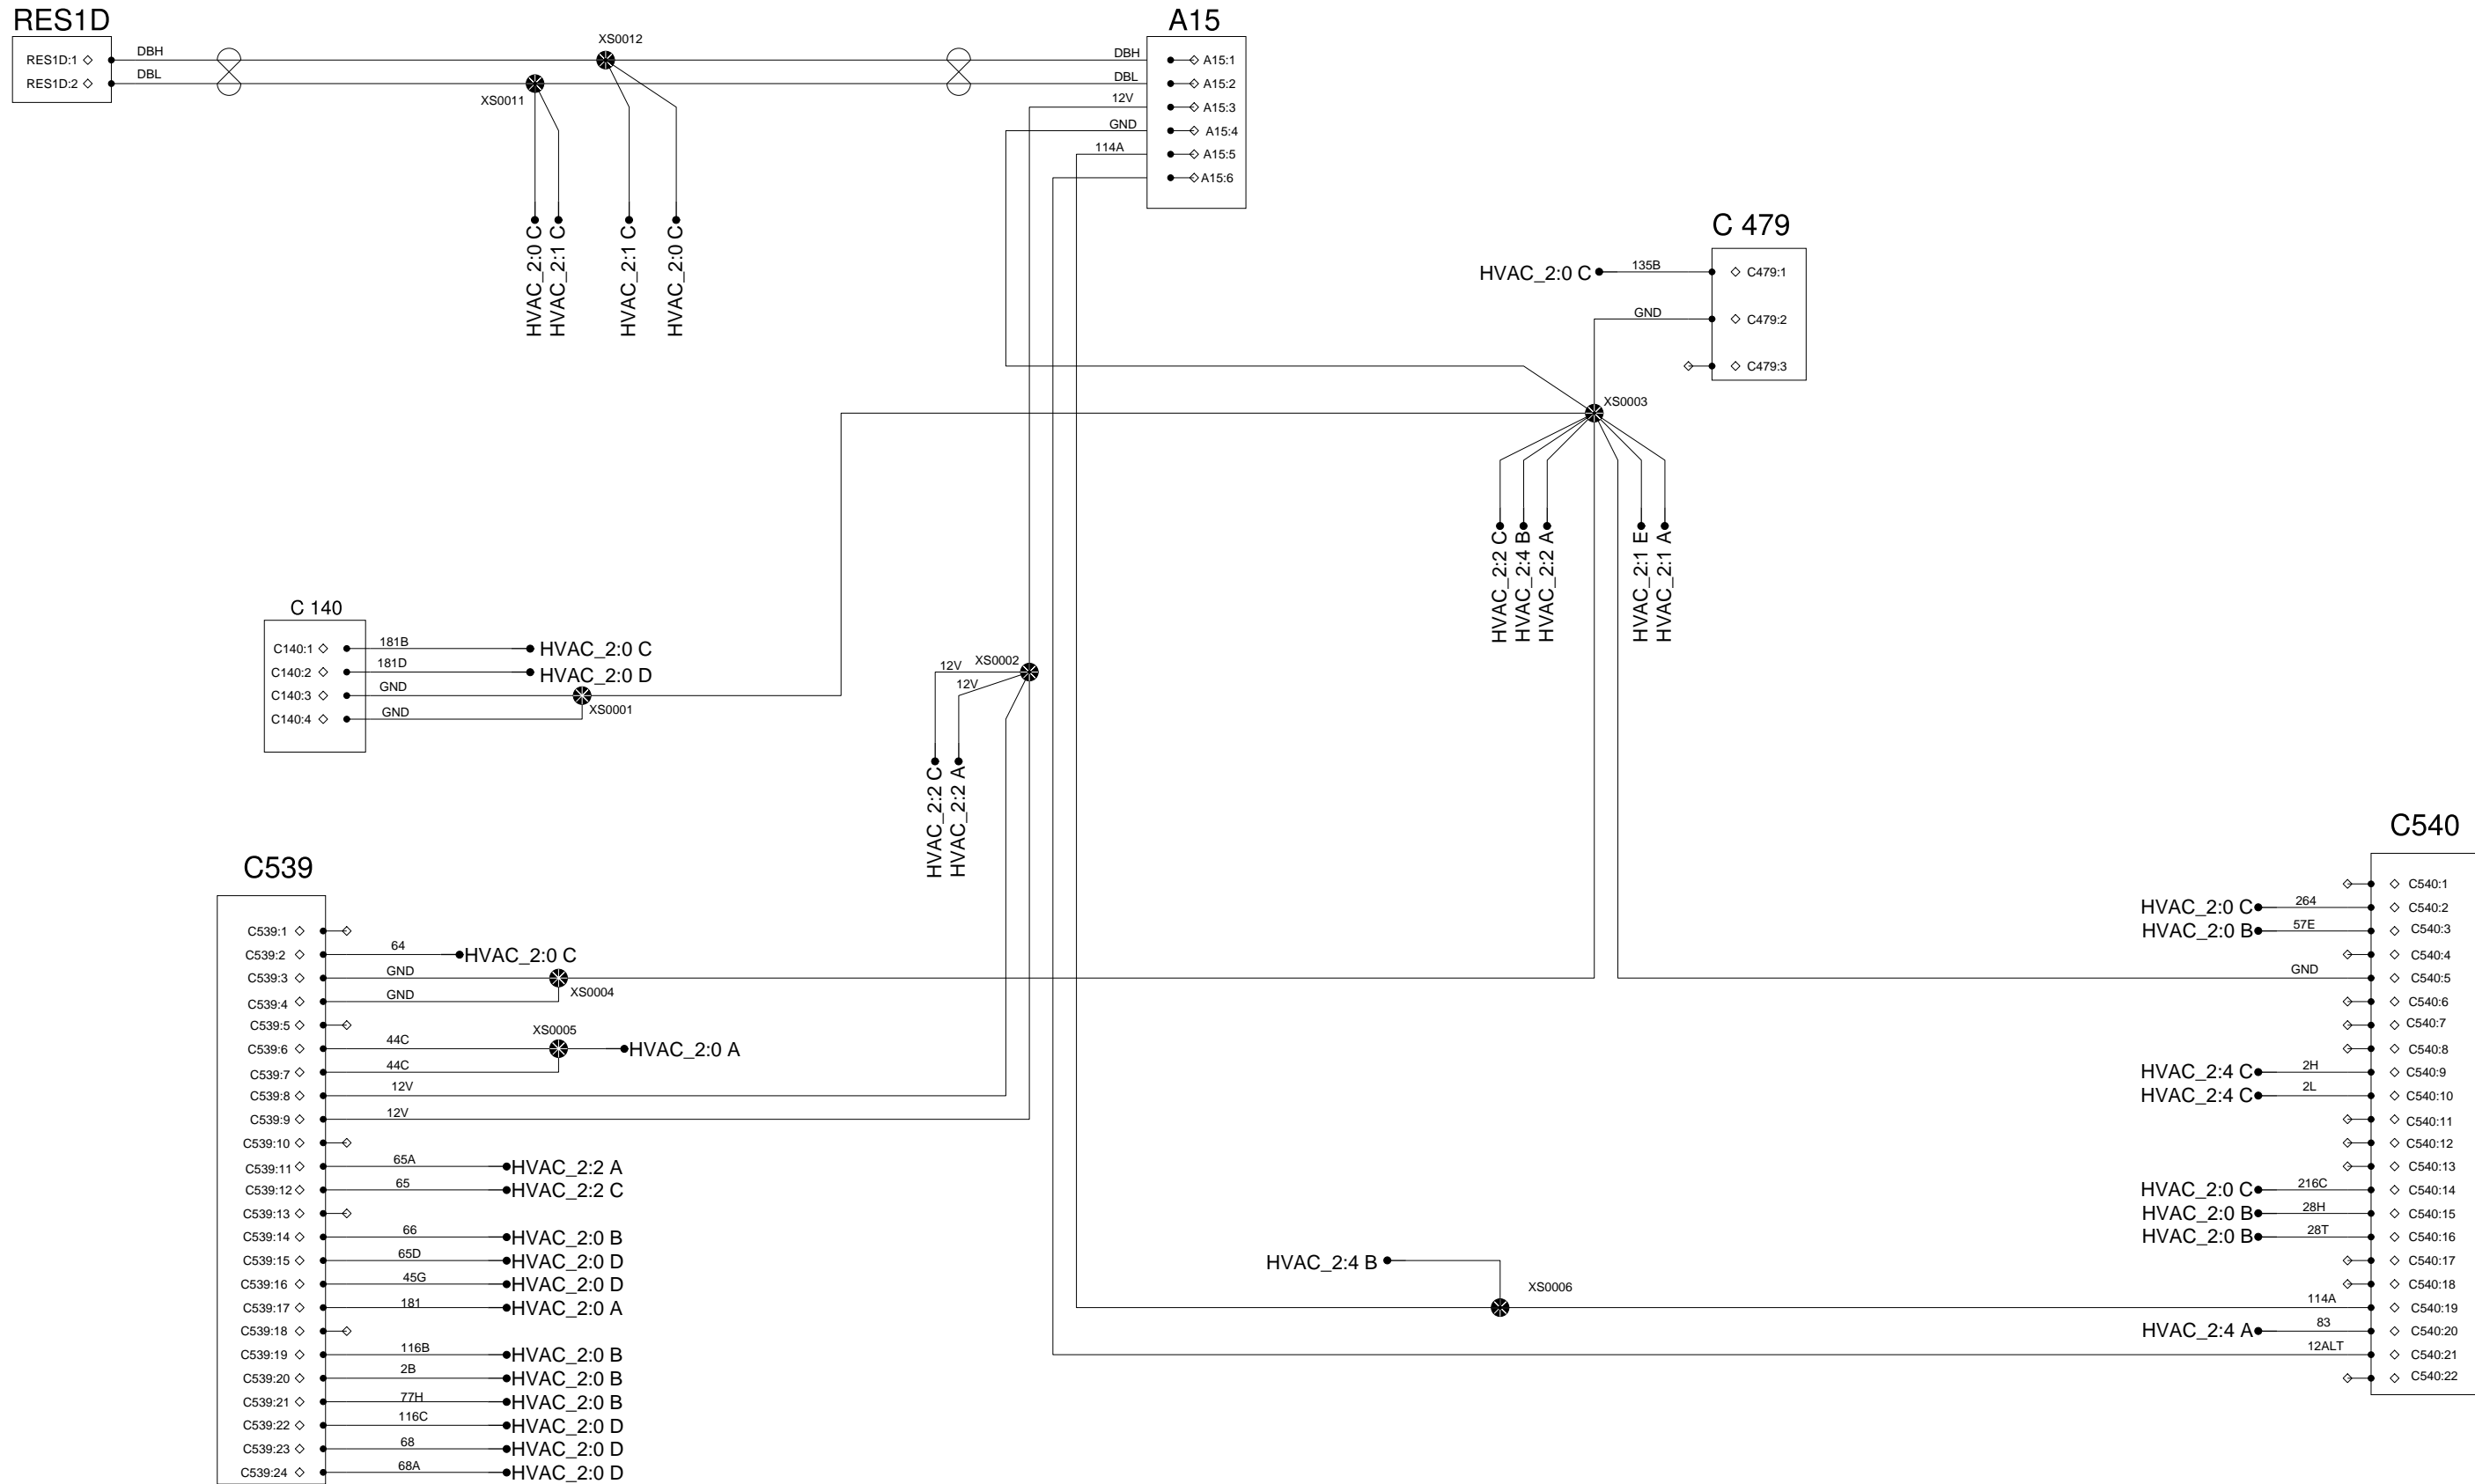 RES1D
RES1D:1
DBH
RES1D:2
DBL
XS0012
XS0011
HVAC_2:0 C
HVAC_2:1 C
HVAC_2:1 C
HVAC_2:0 C
A15
DBH
A15:1
DBL
A15:2
12V
A15:3
GND
A15:4
114A
A15:5
A15:6
C 479
HVAC_2:0 C
135B
C479:1
GND
C479:2
C479:3
XS0003
HVAC_2:2 C
HVAC_2:4 B
HVAC_2:2 A
HVAC_2:1 E
HVAC_2:1 A
C 140
C140:1
181B
HVAC_2:0 C
C140:2
181D
HVAC_2:0 D
C140:3
GND
C140:4
GND
XS0001
12V
XS0002
12V
HVAC_2:2 C
HVAC_2:2 A
C539
C539:1
C539:2
64
HVAC_2:0 C
C539:3
GND
C539:4
GND
XS0004
C539:5
XS0005
C539:6
44C
HVAC_2:0 A
C539:7
44C
C539:8
12V
C539:9
12V
C539:10
C539:11
65A
HVAC_2:2 A
C539:12
65
HVAC_2:2 C
C539:13
C539:14
66
HVAC_2:0 B
C539:15
65D
HVAC_2:0 D
C539:16
45G
HVAC_2:0 D
C539:17
181
HVAC_2:0 A
C539:18
C539:19
116B
HVAC_2:0 B
C539:20
2B
HVAC_2:0 B
C539:21
77H
HVAC_2:0 B
C539:22
116C
HVAC_2:0 D
C539:23
68
HVAC_2:0 D
C539:24
68A
HVAC_2:0 D
HVAC_2:4 B
XS0006
C540
C540:1
HVAC_2:0 C
264
C540:2
HVAC_2:0 B
57E
C540:3
C540:4
GND
C540:5
C540:6
C540:7
C540:8
HVAC_2:4 C
2H
C540:9
HVAC_2:4 C
2L
C540:10
C540:11
C540:12
C540:13
HVAC_2:0 C
216C
C540:14
HVAC_2:0 B
28H
C540:15
HVAC_2:0 B
28T
C540:16
C540:17
C540:18
114A
C540:19
HVAC_2:4 A
83
C540:20
12ALT
C540:21
C540:22